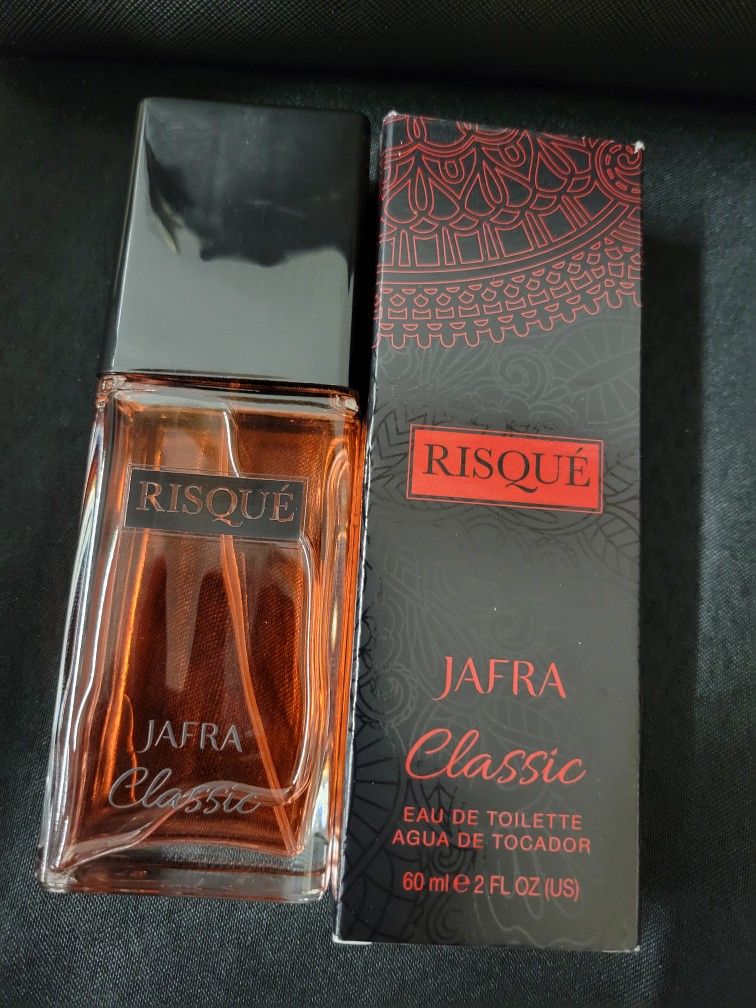 RISQUÉ
JAFRA
Classic
RISQUÉ
JAFRA
Classic
EAU DE TOILETTE
AGUA DE TOCADOR
60 ml ℮ 2 FL OZ (US)